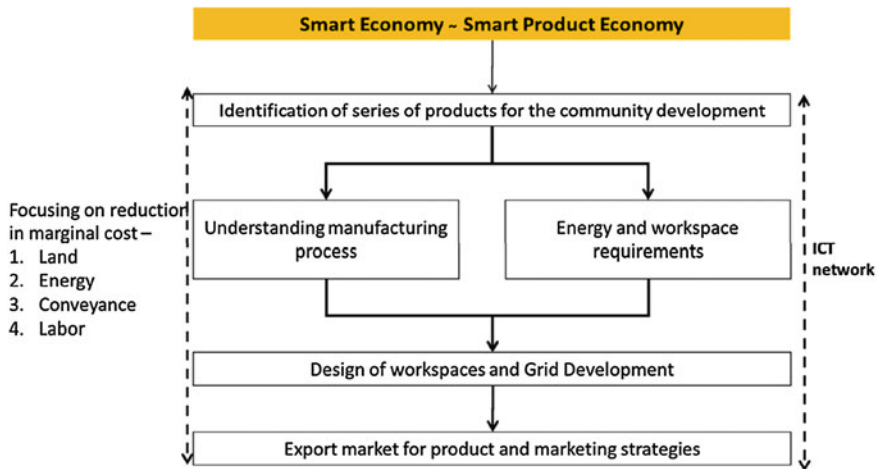 Smart Economy ~ Smart Product Economy
Identification of series of products for the community development
Focusing on reduction
in marginal cost –
1. Land
2. Energy
3. Conveyance
4. Labor
Understanding manufacturing
process
Energy and workspace
requirements
ICT
network
Design of workspaces and Grid Development
Export market for product and marketing strategies